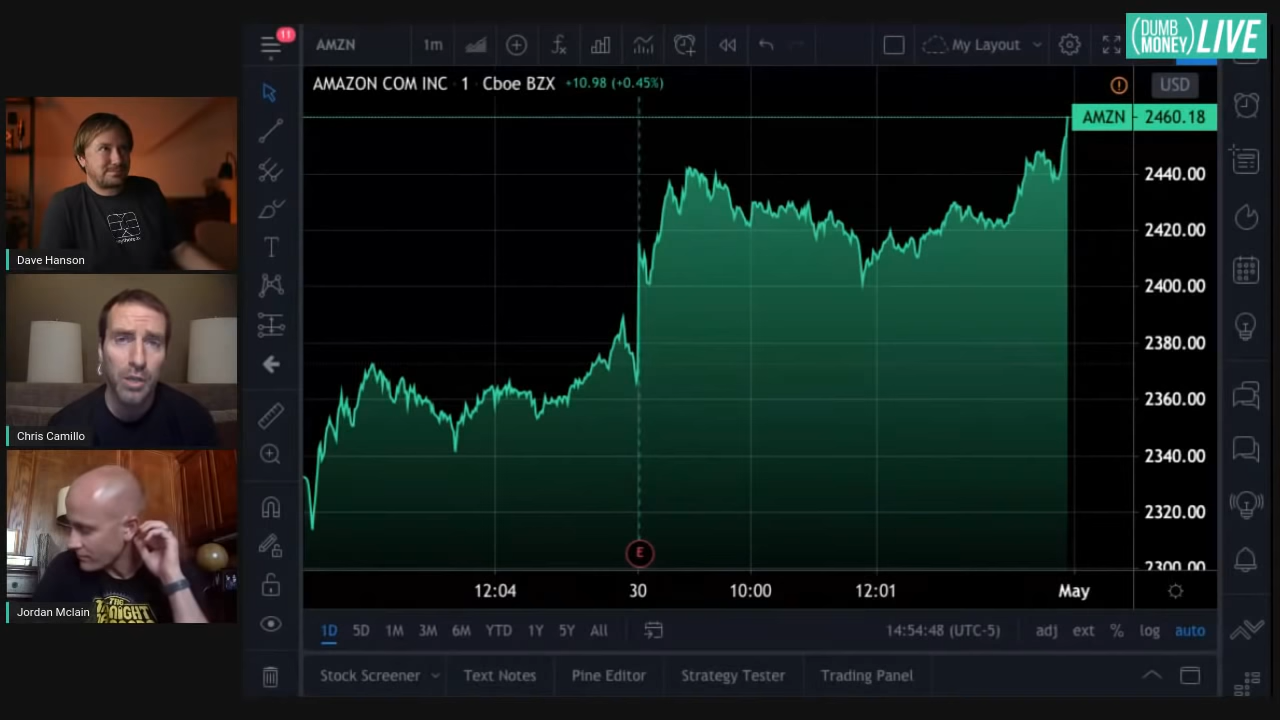 11
AMZN
1m
My Layout
(DUMB MONEY) LIVE
AMAZON COM INC · 1 · Cboe BZX +10.98 (+0.45%)
USD
AMZN 2460.18
2440.00
2420.00
2400.00
2380.00
2360.00
2340.00
2320.00
2300.00
E
12:04
30
10:00
12:01
May
1D 5D 1M 3M 6M YTD 1Y 5Y All
14:54:48 (UTC-5)
adj ext % log auto
Stock Screener
Text Notes
Pine Editor
Strategy Tester
Trading Panel
Dave Hanson
Chris Camillo
THE
Jordan Mclain